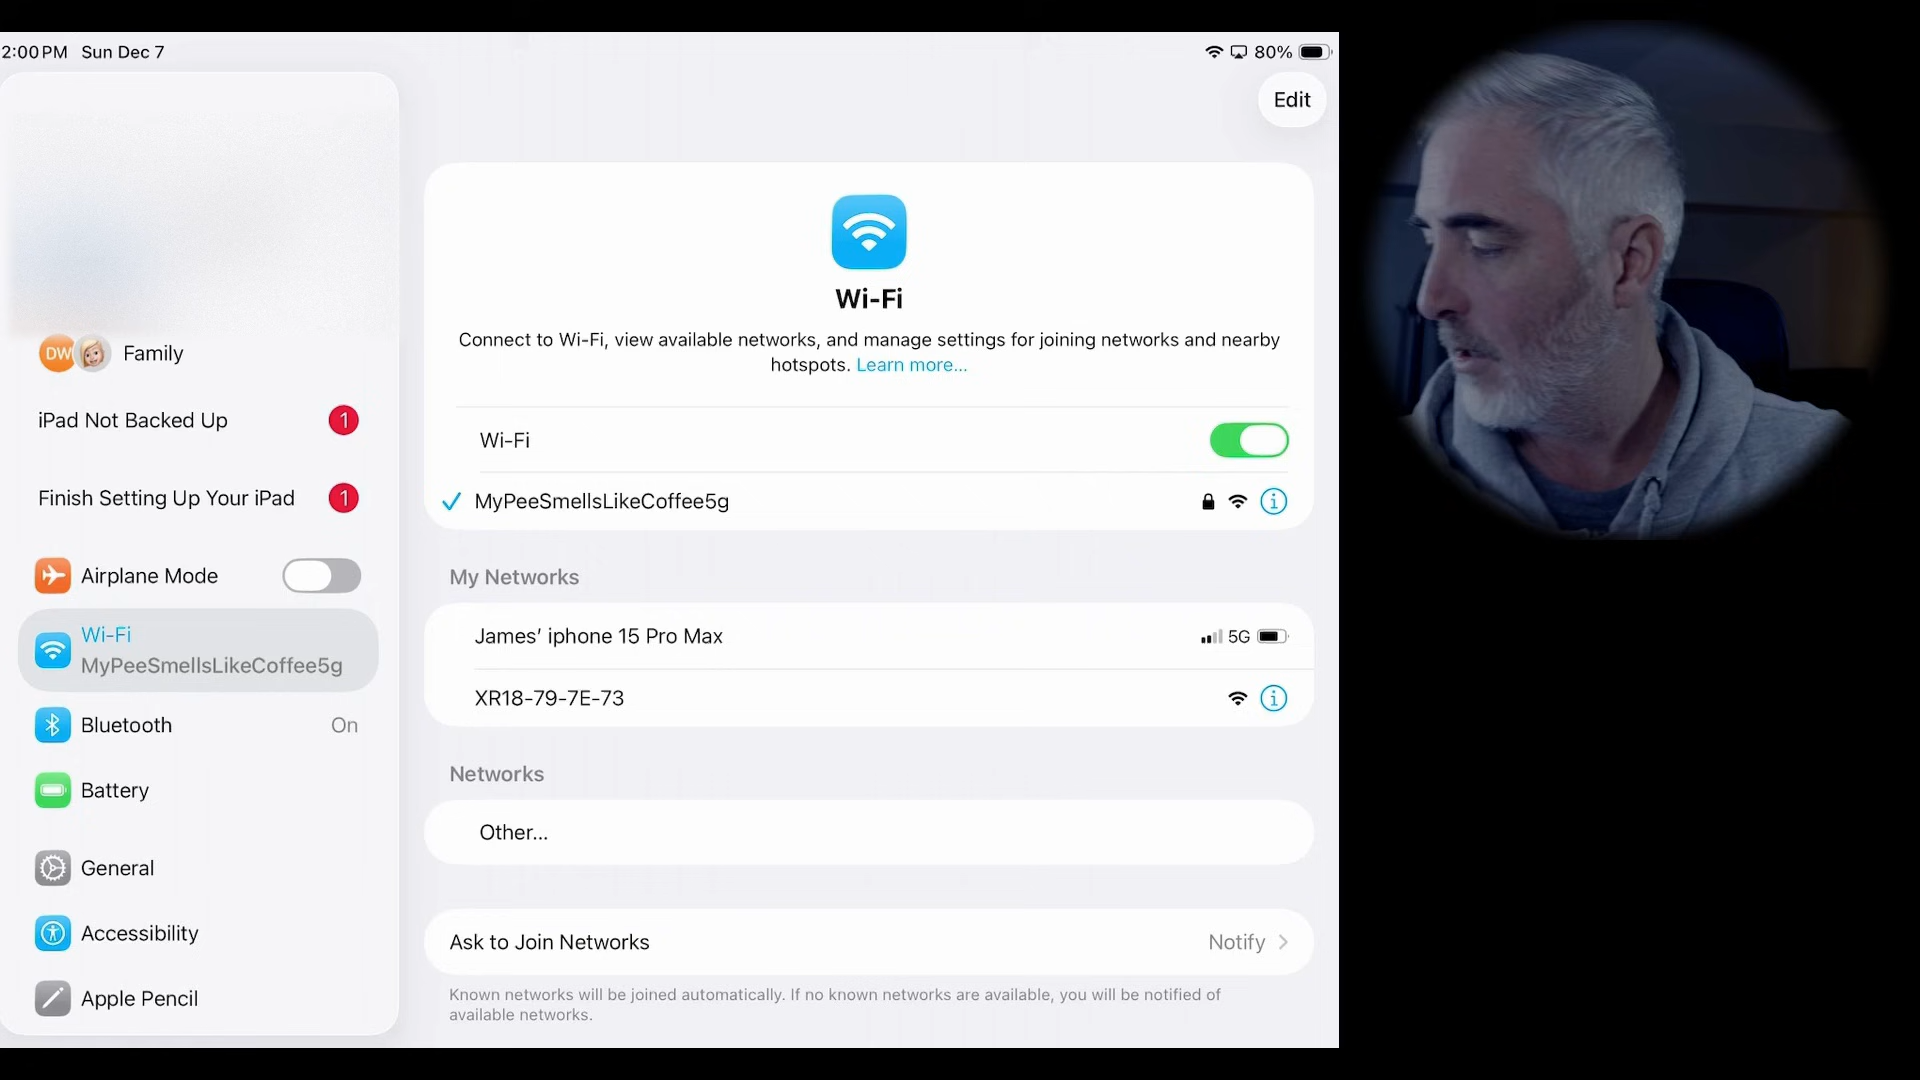 2:00 PM Sun Dec 7
80%
Edit
DW Family
iPad Not Backed Up 1
Finish Setting Up Your iPad 1
Airplane Mode
Wi-Fi
MyPeeSmellsLikeCoffee5g
Bluetooth On
Battery
General
Accessibility
Apple Pencil
Wi-Fi
Connect to Wi-Fi, view available networks, and manage settings for joining networks and nearby
hotspots. Learn more...
Wi-Fi
MyPeeSmellsLikeCoffee5g
My Networks
James’ iphone 15 Pro Max 5G
XR18-79-7E-73
Networks
Other...
Ask to Join Networks Notify
Known networks will be joined automatically. If no known networks are available, you will be notified of
available networks.